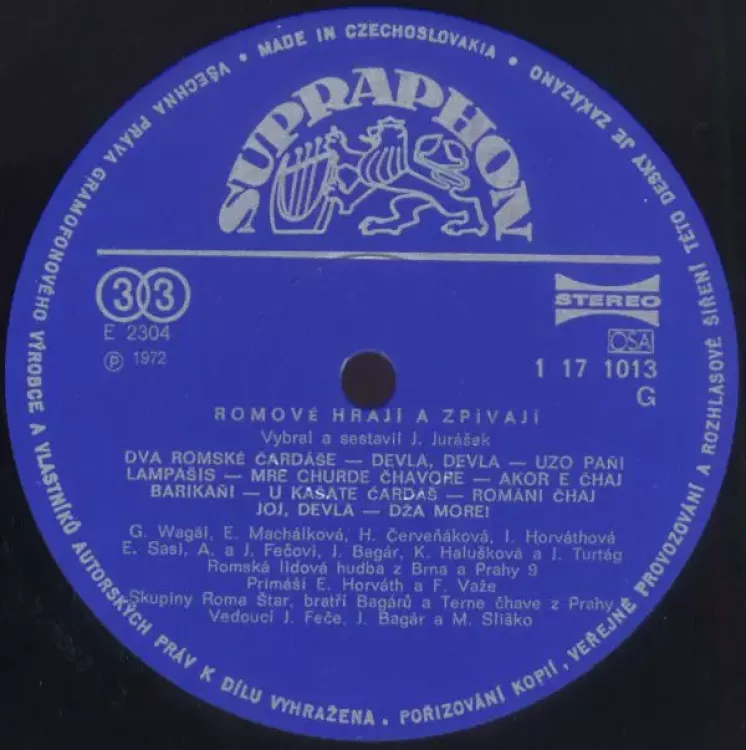 MADE IN CZECHOSLOVAKIA • VŠECHNA PRÁVA GRAMOFONOVÉHO VÝROBCE A VLASTNÍKŮ AUTORSKÝCH PRÁV K DÍLU VYHRAŽENA. POŘIZOVÁNÍ KOPIÍ, VEŘEJNÉ PROVOZOVÁNÍ A ROZHLASOVÉ ŠÍŘENÍ TÉTO DESKY JE ZAKÁZÁNO •
SUPRAPHON
33
STEREO
E 2304
OSA
Ⓟ 1972
1 17 1013
G
ROMOVÉ HRAJÍ A ZPÍVAJÍ
Vybral a sestavil J. Jurášek
DVA ROMSKÉ ČARDÁŠE — DEVLA, DEVLA — UZO PAŇI
LAMPAŠIS — MRE CHURDE ČHAVORE — AKOR E ČHAJ
BARIKAŇI — U KAŠATE ČARDAŠ — ROMÁNI ČHAJ
JOJ, DEVLA — DŽA MORE!
G. Wagál, E. Machálková, H. Červeňáková, I. Horváthová
E. Sasi, A. a J. Fečovi, J. Bagár, K. Halušková a J. Turtág
Romská lidová hudba z Brna a Prahy 9
Primáši E. Horváth a F. Važe
Skupiny Roma Štar, bratří Bagárů a Terne čhave z Prahy
Vedoucí J. Feče, J. Bagár a M. Sliško